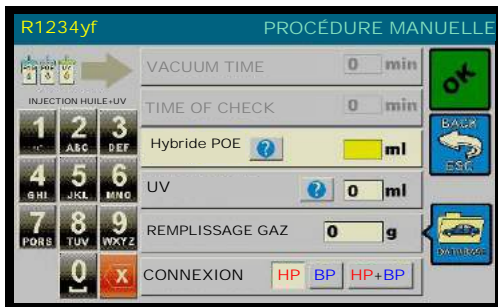 R1234yf PROCÉDURE MANUELLE
VACUUM TIME 0 min
OK
INJECTION HUILE+UV
TIME OF CHECK 0 min
BACK
ESC
1 2 ABC 3 DEF
Hybride POE ? ml
4 GHI 5 JKL 6 MNO
UV ? 0 ml
7 PQRS 8 TUV 9 WXYZ
REMPLISSAGE GAZ 0 g
DATABASE
0 X
CONNEXION HP BP HP+BP